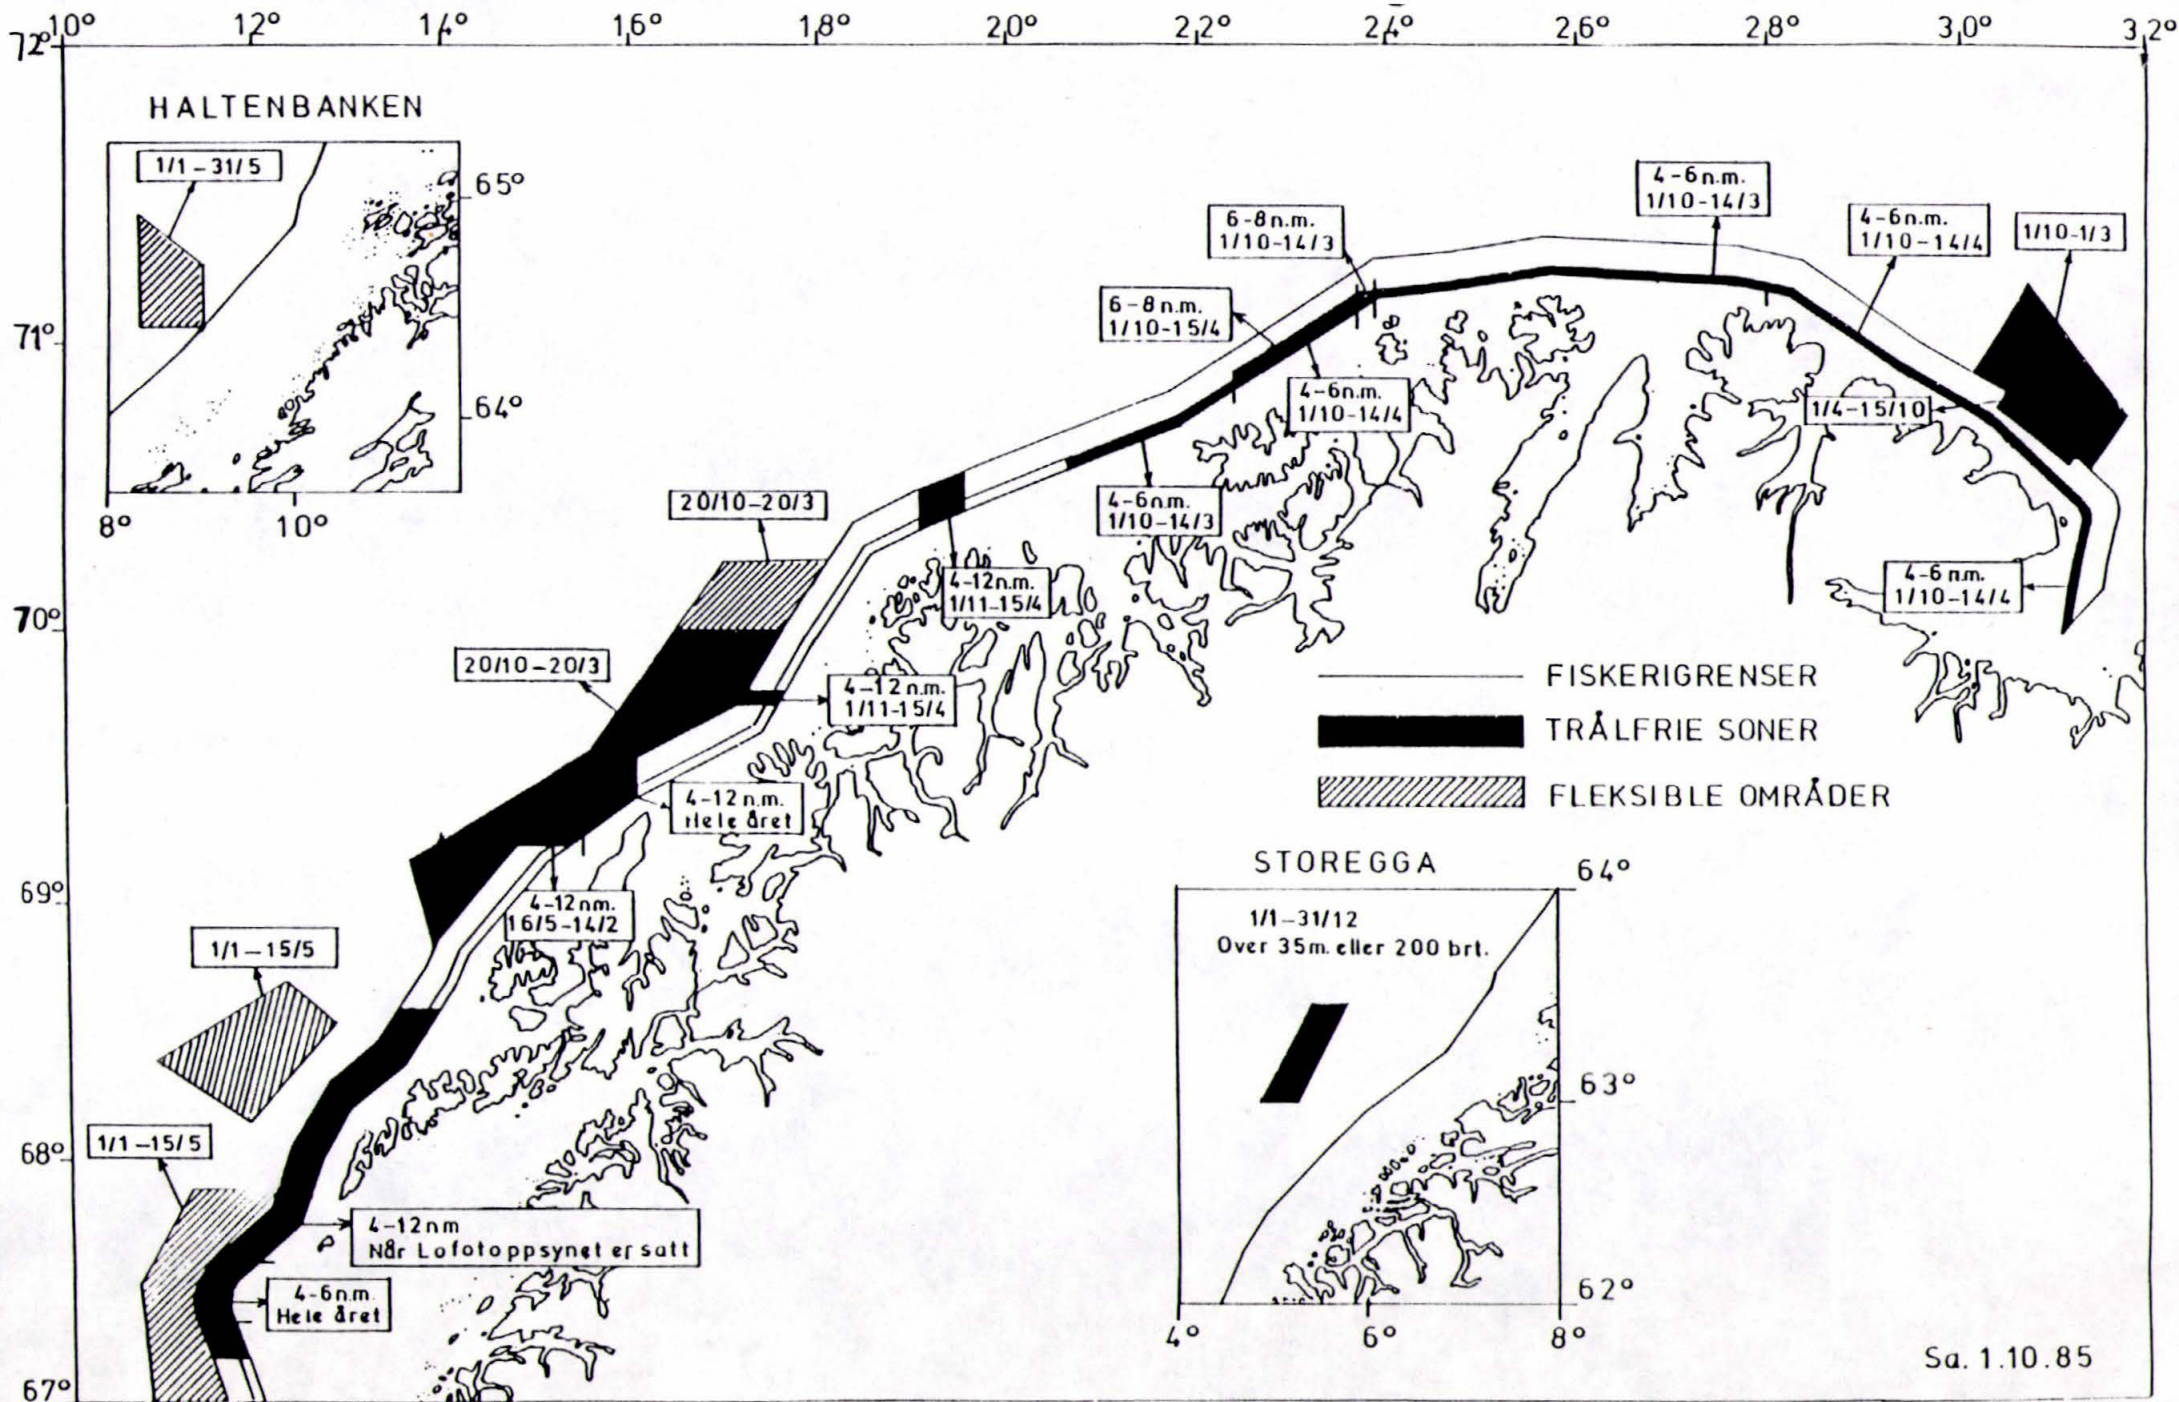 10° 12° 14° 16° 18° 20° 22° 24° 26° 28° 30° 32°
72°
71°
70°
69°
68°
67°
HALTENBANKEN
1/1-31/5
65°
64°
8° 10°
4-6 n.m.
1/10-14/3
6-8 n.m.
1/10-14/3
4-6 n.m.
1/10-14/4
1/10-1/3
6-8 n.m.
1/10-15/4
4-6 n.m.
1/10-14/4
1/4-15/10
20/10-20/3
4-6 n.m.
1/10-14/3
4-12 n.m.
1/11-15/4
4-6 n.m.
1/10-14/4
20/10-20/3
4-12 n.m.
1/11-15/4
FISKERIGRENSER
TRÅLFRIE SONER
FLEKSIBLE OMRÅDER
4-12 n.m.
Hele året
4-12 nm.
16/5-14/2
1/1-15/5
1/1-15/5
4-12 nm
Når Lofotoppsynet er satt
4-6 n.m.
Hele året
STOREGGA
64°
1/1-31/12
Over 35m. eller 200 brt.
63°
62°
4° 6° 8°
Sa. 1.10.85